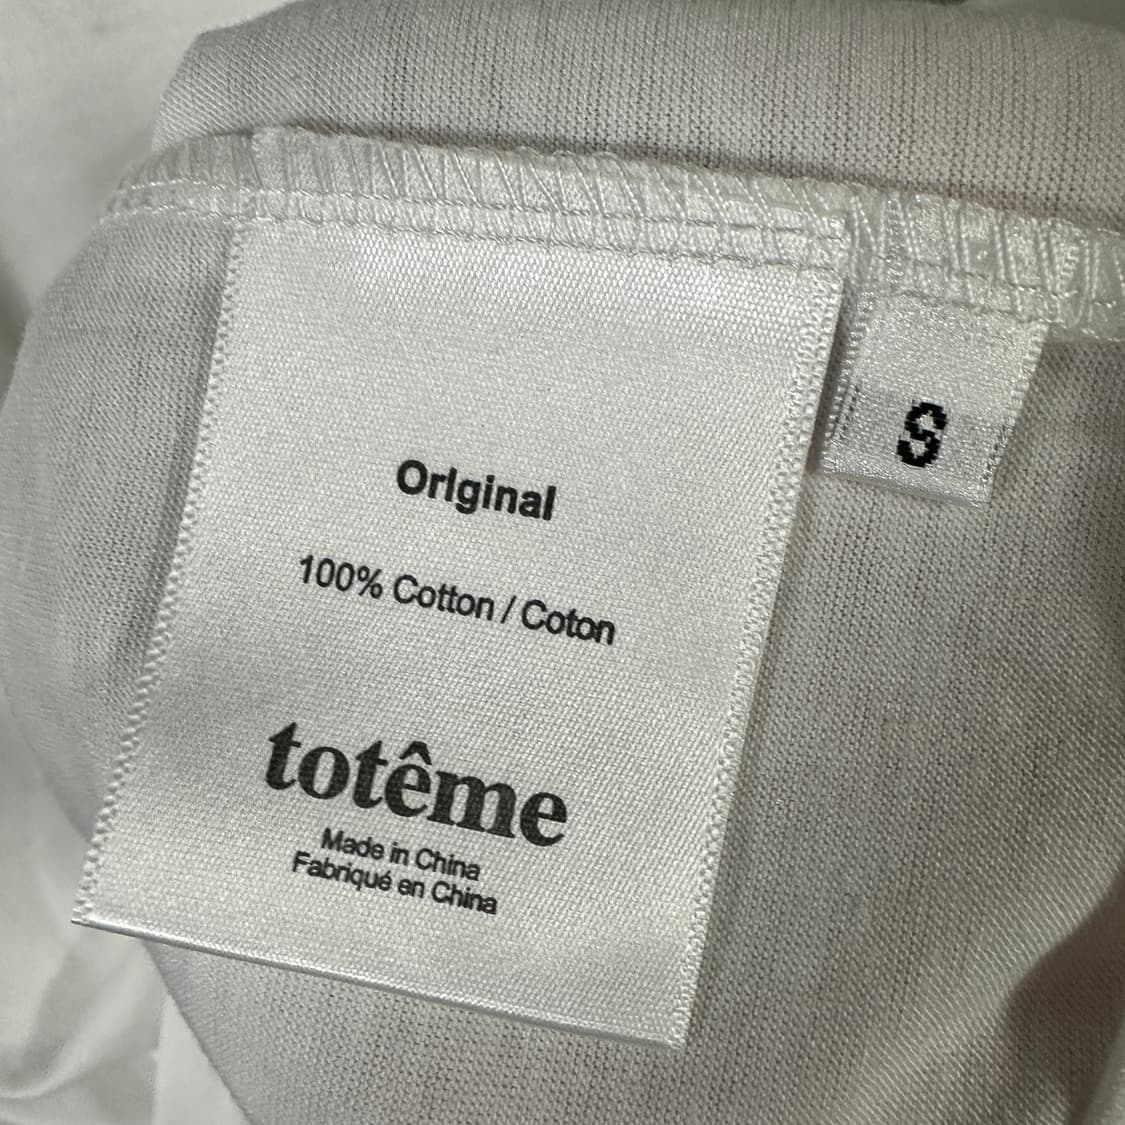 Original
100% Cotton / Coton
totême
Made in China
Fabriqué en China
S